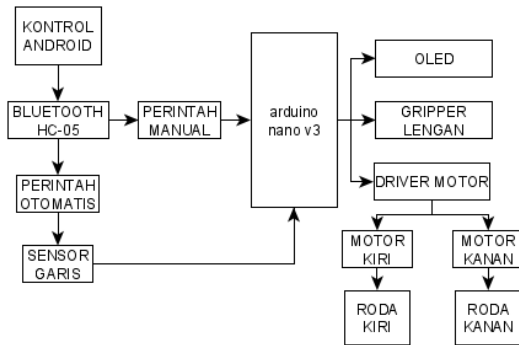 KONTROL
ANDROID
BLUETOOTH
HC-05
PERINTAH
MANUAL
PERINTAH
OTOMATIS
SENSOR
GARIS
arduino
nano v3
OLED
GRIPPER
LENGAN
DRIVER MOTOR
MOTOR
KIRI
MOTOR
KANAN
RODA
KIRI
RODA
KANAN